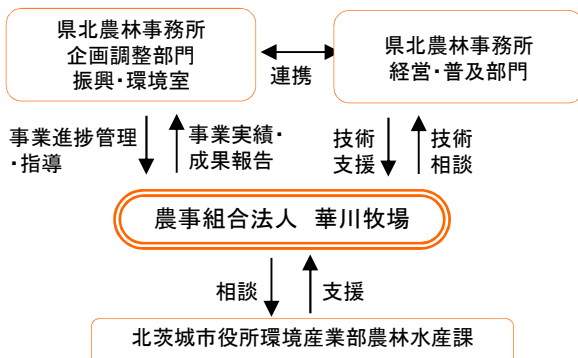 県北農林事務所
企画調整部門
振興・環境室
連携
県北農林事務所
経営・普及部門
事業進捗管理
・指導
事業実績・
成果報告
技術
支援
技術
相談
農事組合法人　華川牧場
相談
支援
北茨城市役所環境産業部農林水産課